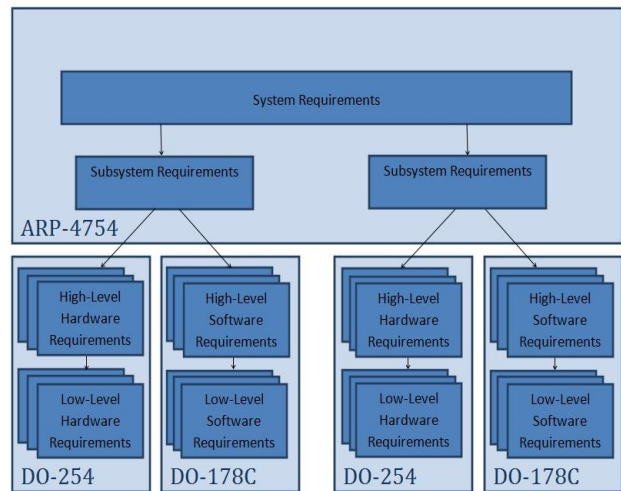 System Requirements
Subsystem Requirements
Subsystem Requirements
ARP-4754
High-Level
Hardware
Requirements
High-Level
Software
Requirements
High-Level
Hardware
Requirements
High-Level
Software
Requirements
Low-Level
Hardware
Requirements
Low-Level
Software
Requirements
Low-Level
Hardware
Requirements
Low-Level
Software
Requirements
DO-254
DO-178C
DO-254
DO-178C